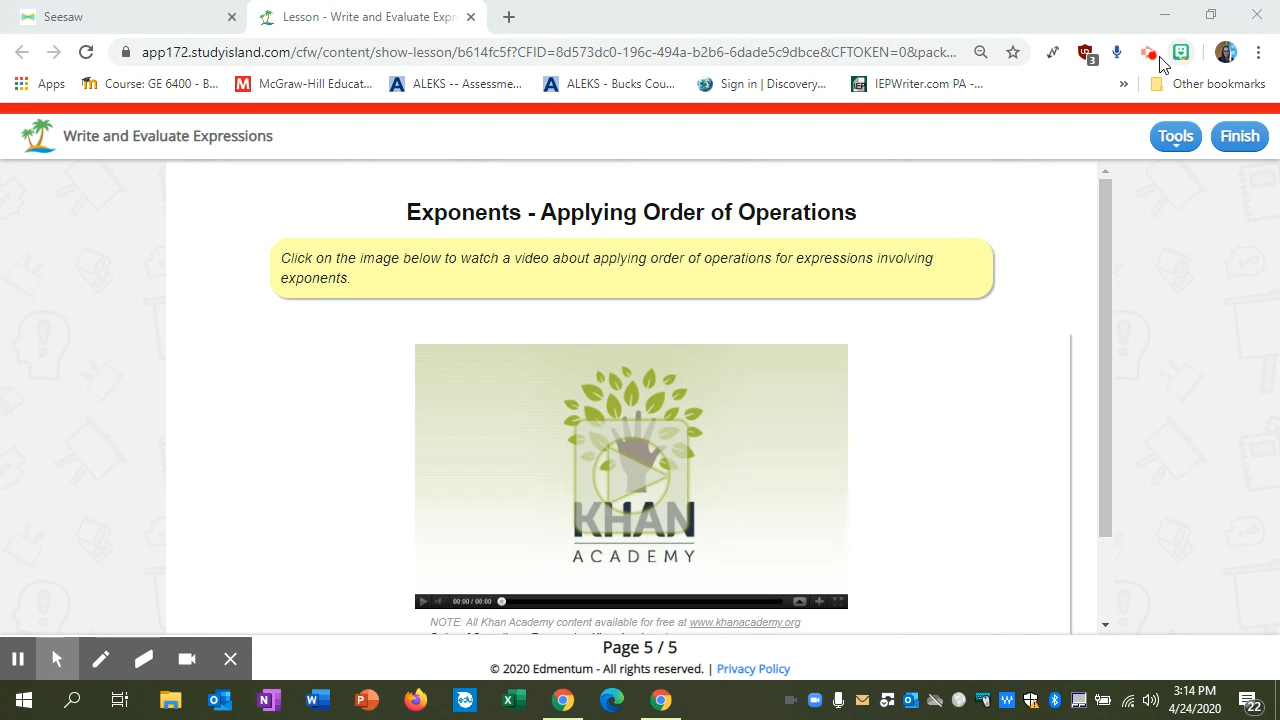 Seesaw
Lesson - Write and Evaluate Expr
app172.studyisland.com/cfw/content/show-lesson/b614fc5f?CFID=8d573dc0-196c-494a-b2b6-6dade5c9dbce&CFTOKEN=0&pack...
3
Apps
Course: GE 6400 - B...
McGraw-Hill Educat...
ALEKS -- Assessme...
ALEKS - Bucks Cou...
Sign in | Discovery...
IEPWriter.com PA -...
»
Other bookmarks
Write and Evaluate Expressions
Tools
Finish
Exponents - Applying Order of Operations
Click on the image below to watch a video about applying order of operations for expressions involving
exponents.
KHAN
ACADEMY
00:00 / 00:00
NOTE: All Khan Academy content available for free at www.khanacademy.org
Page 5 / 5
© 2020 Edmentum - All rights reserved. | Privacy Policy
3:14 PM
4/24/2020
22